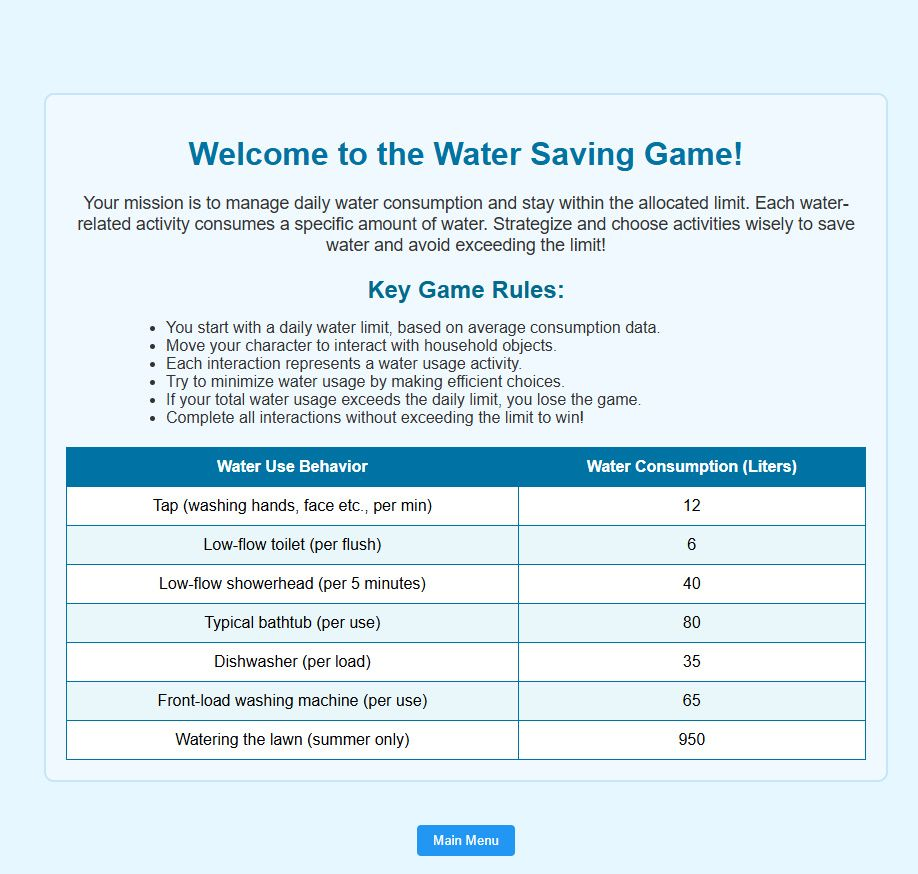 Welcome to the Water Saving Game!
Your mission is to manage daily water consumption and stay within the allocated limit. Each water-
related activity consumes a specific amount of water. Strategize and choose activities wisely to save
water and avoid exceeding the limit!
Key Game Rules:
• You start with a daily water limit, based on average consumption data.
• Move your character to interact with household objects.
• Each interaction represents a water usage activity.
• Try to minimize water usage by making efficient choices.
• If your total water usage exceeds the daily limit, you lose the game.
• Complete all interactions without exceeding the limit to win!
Water Use Behavior Water Consumption (Liters)
Tap (washing hands, face etc., per min) 12
Low-flow toilet (per flush) 6
Low-flow showerhead (per 5 minutes) 40
Typical bathtub (per use) 80
Dishwasher (per load) 35
Front-load washing machine (per use) 65
Watering the lawn (summer only) 950
Main Menu